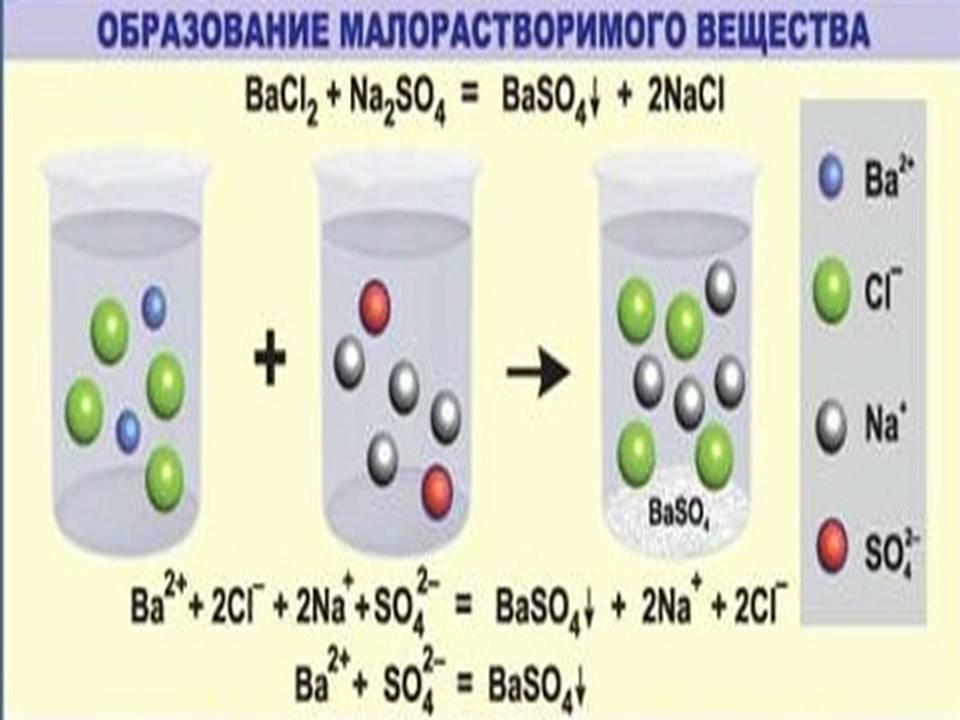 ОБРАЗОВАНИЕ МАЛОРАСТВОРИМОГО ВЕЩЕСТВА
BaCl₂ + Na₂SO₄ = BaSO₄↓ + 2NaCl
+
→
BaSO₄
Ba²⁺
Cl⁻
Na⁺
SO₄²⁻
Ba²⁺ + 2Cl⁻ + 2Na⁺ + SO₄²⁻ = BaSO₄↓ + 2Na⁺ + 2Cl⁻
Ba²⁺ + SO₄²⁻ = BaSO₄↓